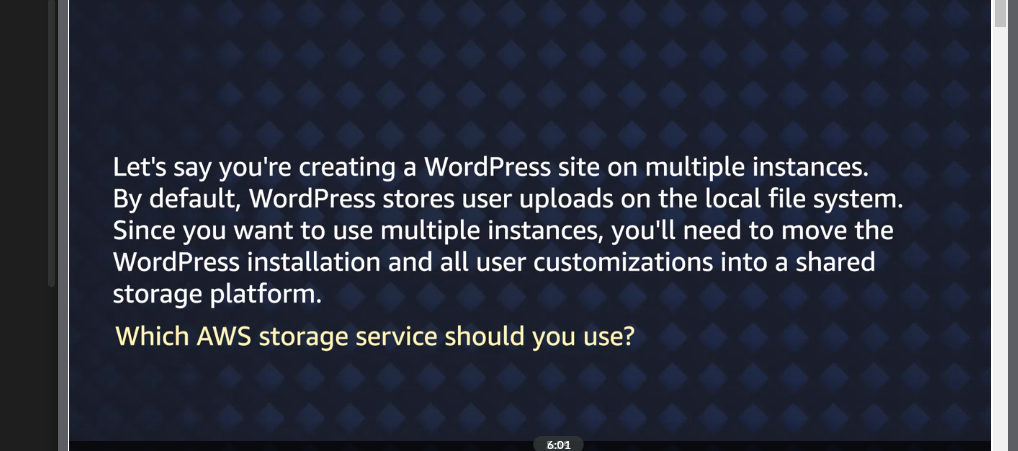 Let's say you're creating a WordPress site on multiple instances.
By default, WordPress stores user uploads on the local file system.
Since you want to use multiple instances, you'll need to move the
WordPress installation and all user customizations into a shared
storage platform.
Which AWS storage service should you use?
6:01